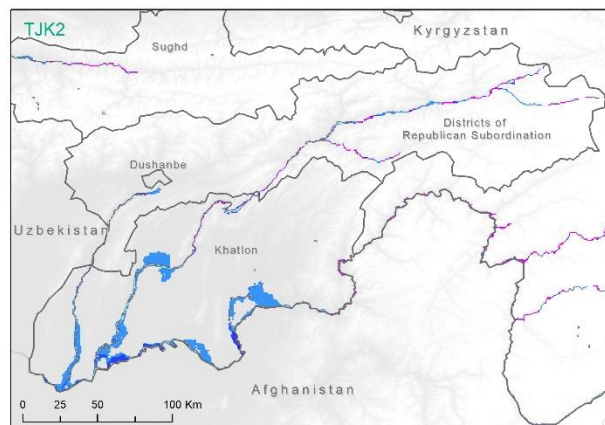 TJK2
Sughd
Kyrgyzstan
Districts of
Republican Subordination
Dushanbe
Uzbekistan
Khatlon
Afghanistan
0 25 50 100 Km